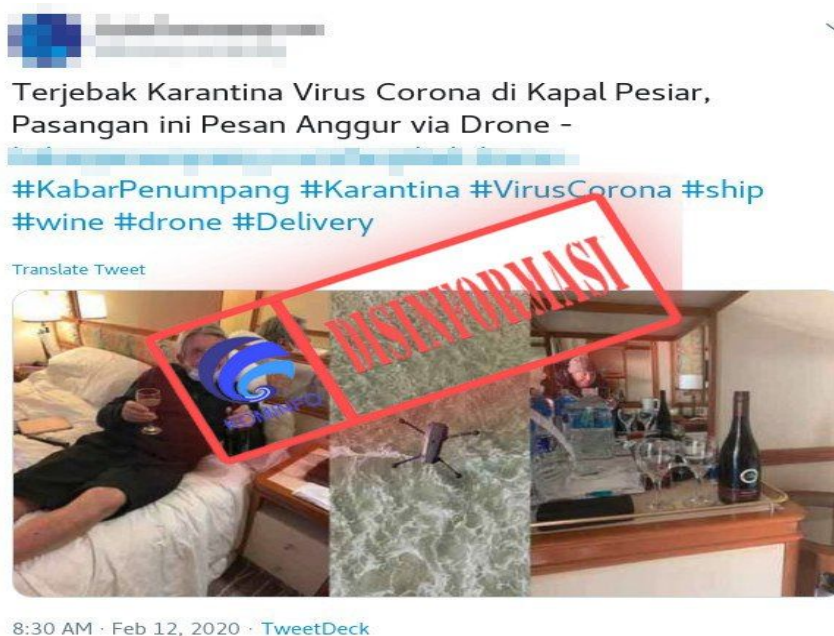 Terjebak Karantina Virus Corona di Kapal Pesiar,
Pasangan ini Pesan Anggur via Drone -
#KabarPenumpang #Karantina #VirusCorona #ship
#wine #drone #Delivery
Translate Tweet
DISINFORMASI
KOMINFO
8:30 AM · Feb 12, 2020 · TweetDeck